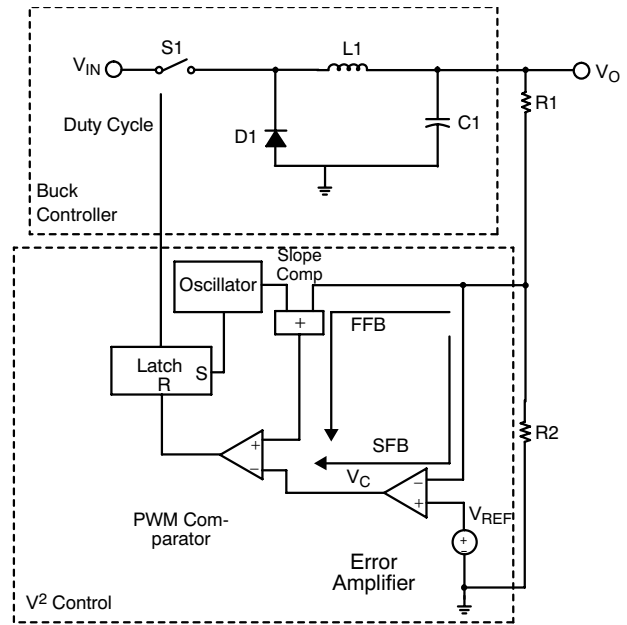 S1
L1
V_IN
V_O
R1
Duty Cycle
D1
C1
Buck
Controller
Slope
Comp
Oscillator
+
FFB
Latch
S
R
+
−
SFB
R2
V_C
−
+
V_REF
+
−
PWM Com-
parator
Error
Amplifier
V² Control